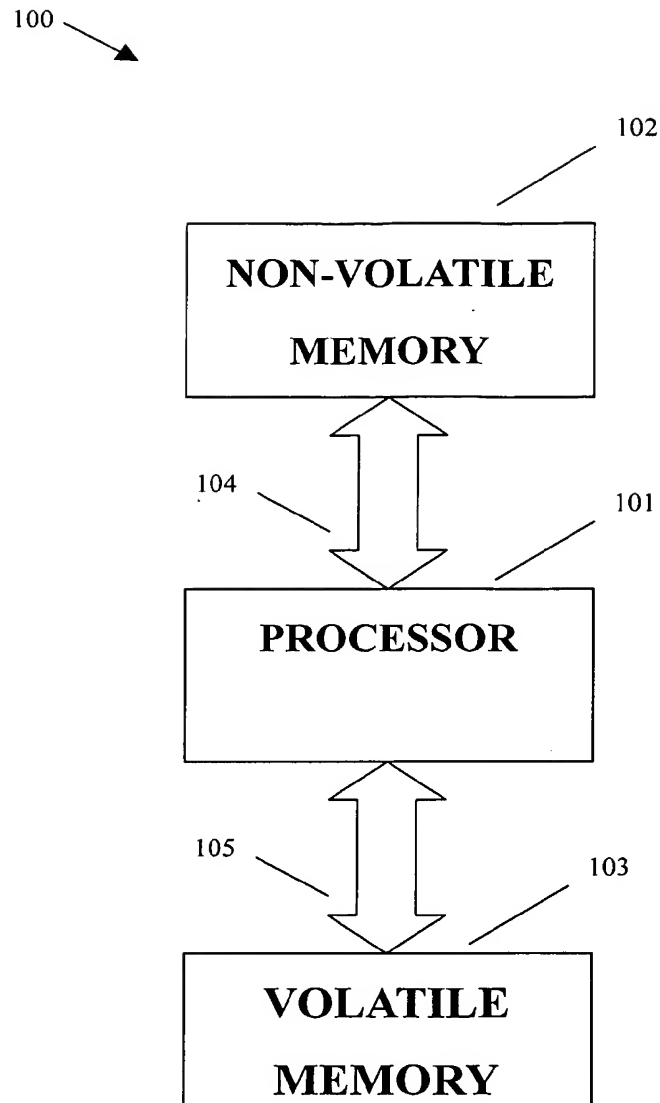 100
102
NON-VOLATILE
MEMORY
104
101
PROCESSOR
105
103
VOLATILE
MEMORY